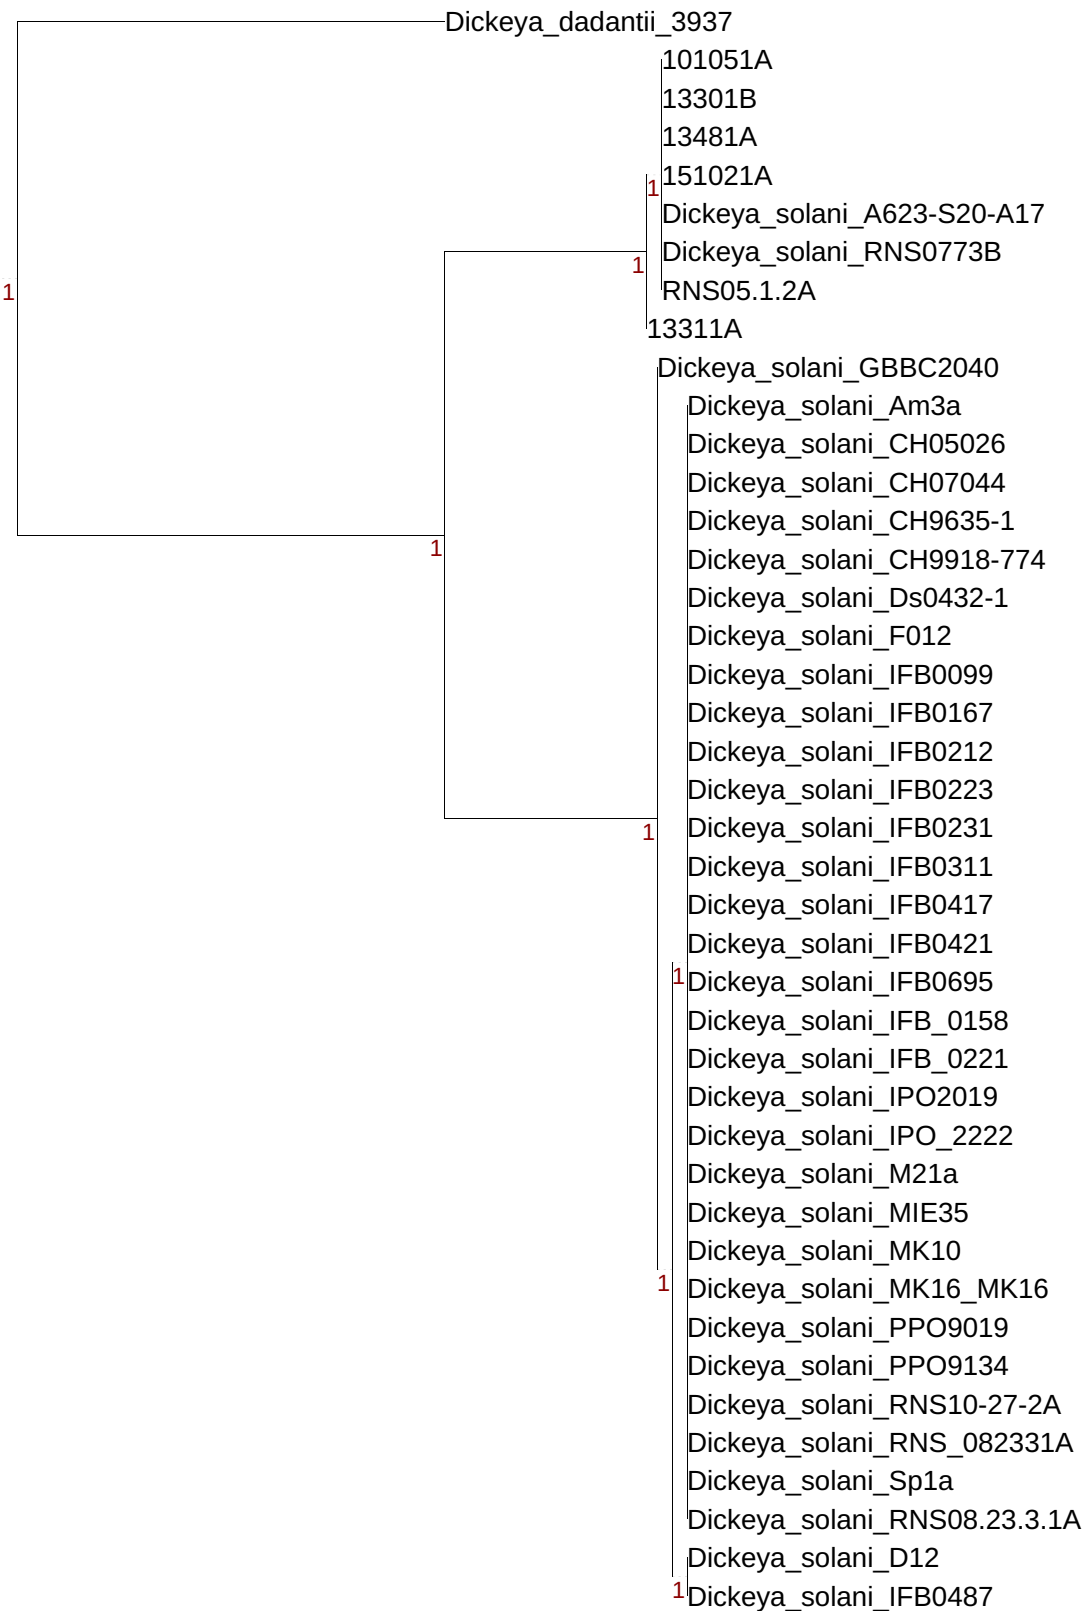 Dickeya_dadantii_3937
101051A
13301B
13481A
151021A
1
Dickeya_solani_A623-S20-A17
Dickeya_solani_RNS0773B
1
RNS05.1.2A
1
13311A
Dickeya_solani_GBBC2040
Dickeya_solani_Am3a
Dickeya_solani_CH05026
Dickeya_solani_CH07044
Dickeya_solani_CH9635-1
1
Dickeya_solani_CH9918-774
Dickeya_solani_Ds0432-1
Dickeya_solani_F012
Dickeya_solani_IFB0099
Dickeya_solani_IFB0167
Dickeya_solani_IFB0212
Dickeya_solani_IFB0223
Dickeya_solani_IFB0231
1
Dickeya_solani_IFB0311
Dickeya_solani_IFB0417
Dickeya_solani_IFB0421
1
Dickeya_solani_IFB0695
Dickeya_solani_IFB_0158
Dickeya_solani_IFB_0221
Dickeya_solani_IPO2019
Dickeya_solani_IPO_2222
Dickeya_solani_M21a
Dickeya_solani_MIE35
Dickeya_solani_MK10
1
Dickeya_solani_MK16_MK16
Dickeya_solani_PPO9019
Dickeya_solani_PPO9134
Dickeya_solani_RNS10-27-2A
Dickeya_solani_RNS_082331A
Dickeya_solani_Sp1a
Dickeya_solani_RNS08.23.3.1A
Dickeya_solani_D12
1
Dickeya_solani_IFB0487